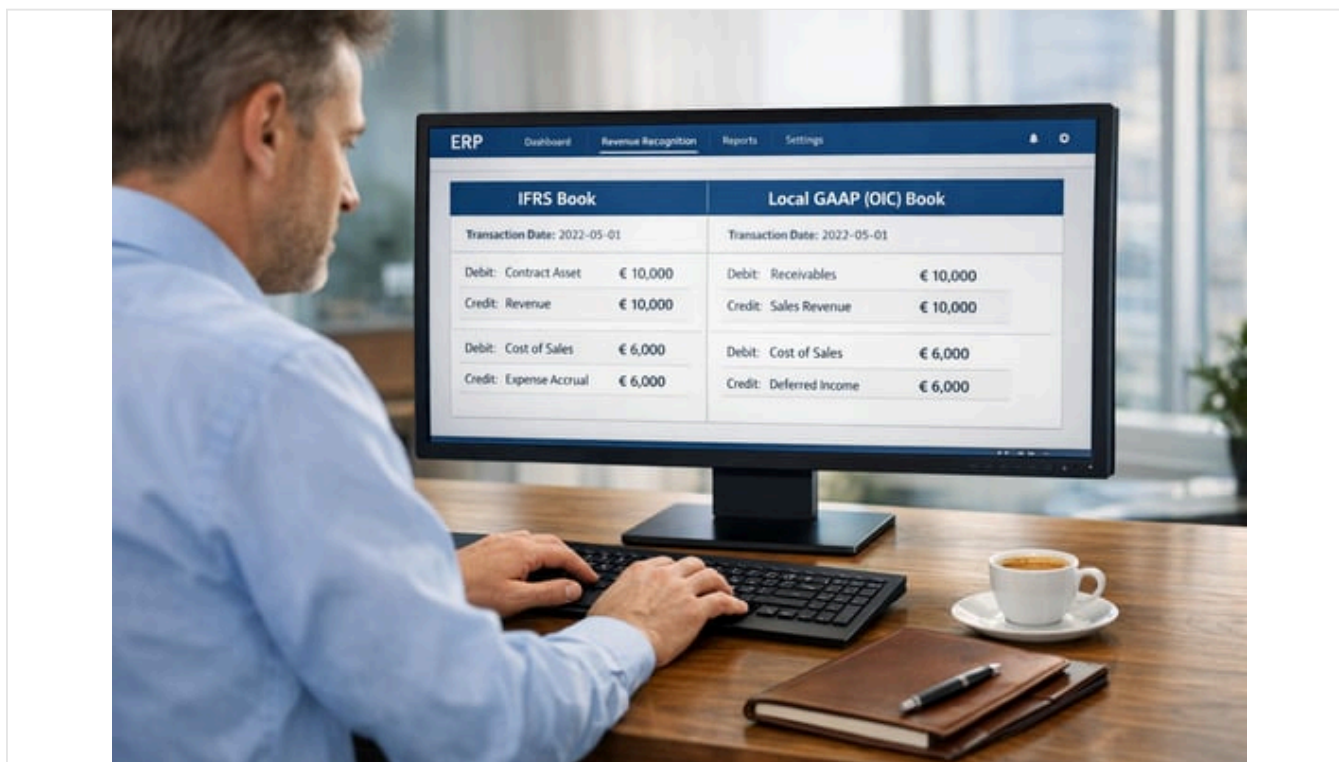 ERP Dashboard Revenue Recognition Reports Settings
IFRS Book
Transaction Date: 2022-05-01
Debit: Contract Asset € 10,000
Credit: Revenue € 10,000
Debit: Cost of Sales € 6,000
Credit: Expense Accrual € 6,000
Local GAAP (OIC) Book
Transaction Date: 2022-05-01
Debit: Receivables € 10,000
Credit: Sales Revenue € 10,000
Debit: Cost of Sales € 6,000
Credit: Deferred Income € 6,000